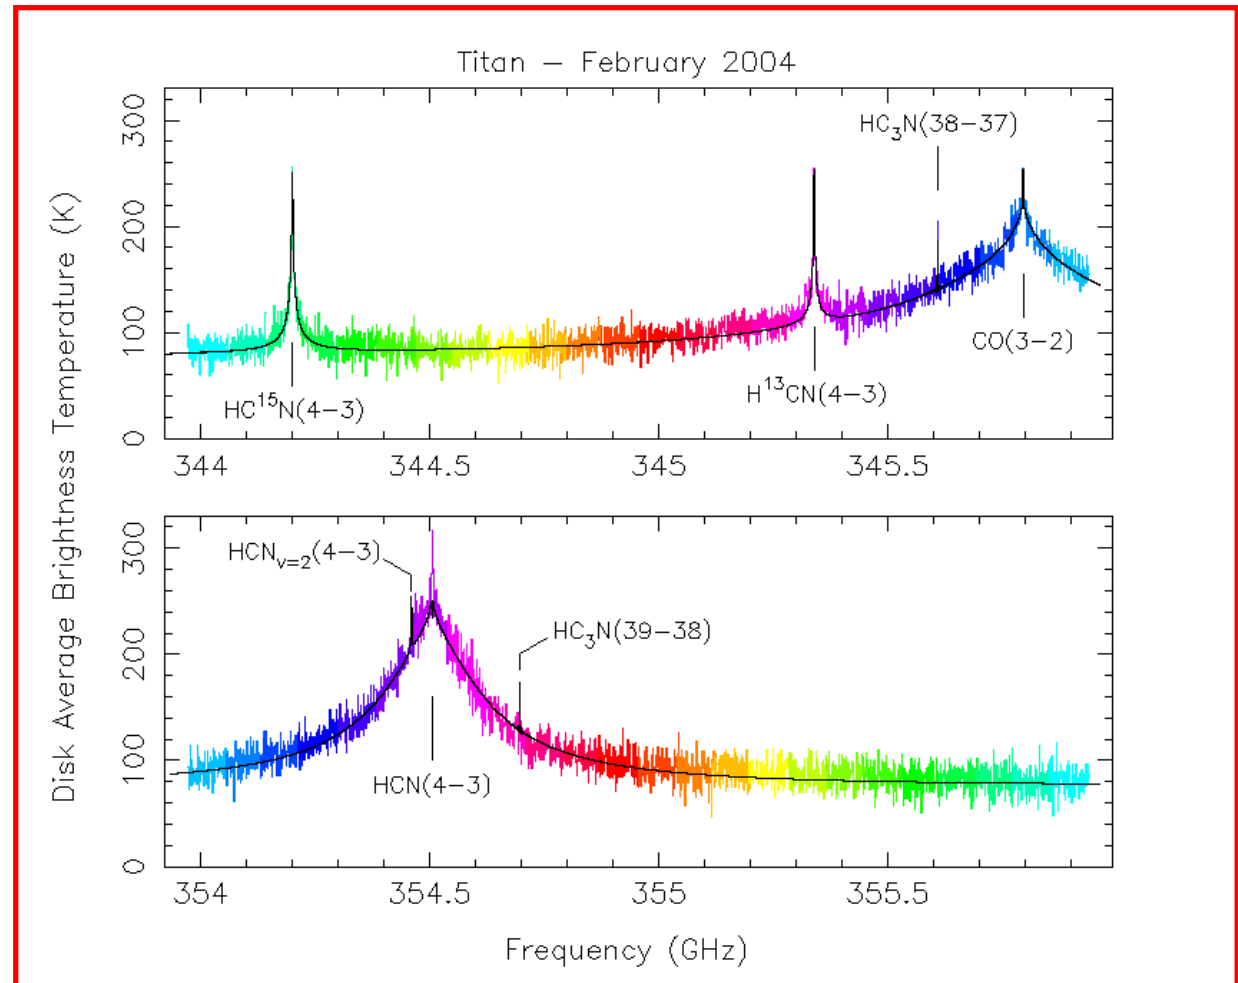 Titan − February 2004
Disk Average Brightness Temperature (K)
300
200
100
0
HC₃N(38−37)
CO(3−2)
H¹³CN(4−3)
HC¹⁵N(4−3)
344 344.5 345 345.5
300
200
100
0
HCNᵥ₌₂(4−3)
HC₃N(39−38)
HCN(4−3)
354 354.5 355 355.5
Frequency (GHz)